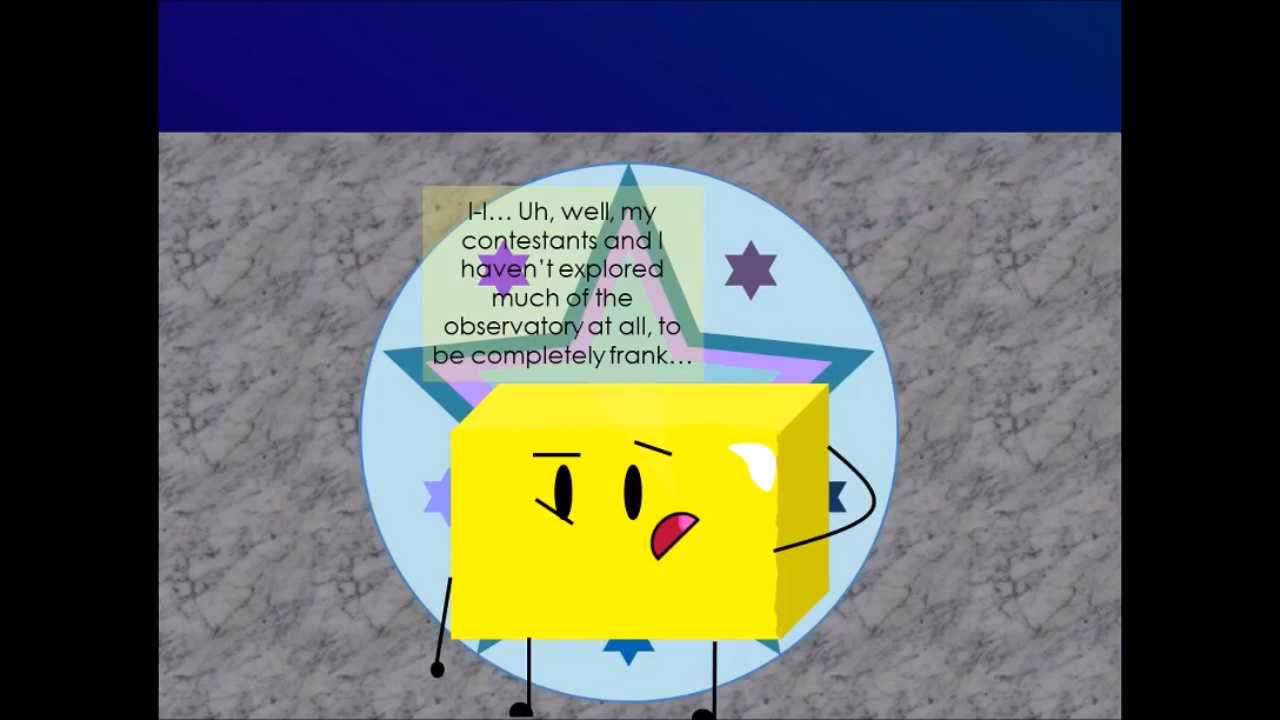 I-I… Uh, well, my
contestants and I
haven’t explored
much of the
observatory at all, to
be completely frank…